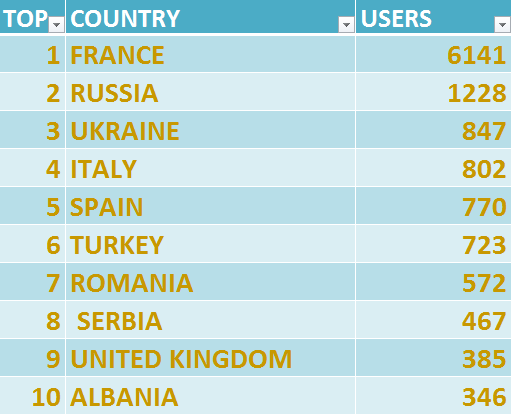 TOP COUNTRY USERS
1 FRANCE 6141
2 RUSSIA 1228
3 UKRAINE 847
4 ITALY 802
5 SPAIN 770
6 TURKEY 723
7 ROMANIA 572
8 SERBIA 467
9 UNITED KINGDOM 385
10 ALBANIA 346